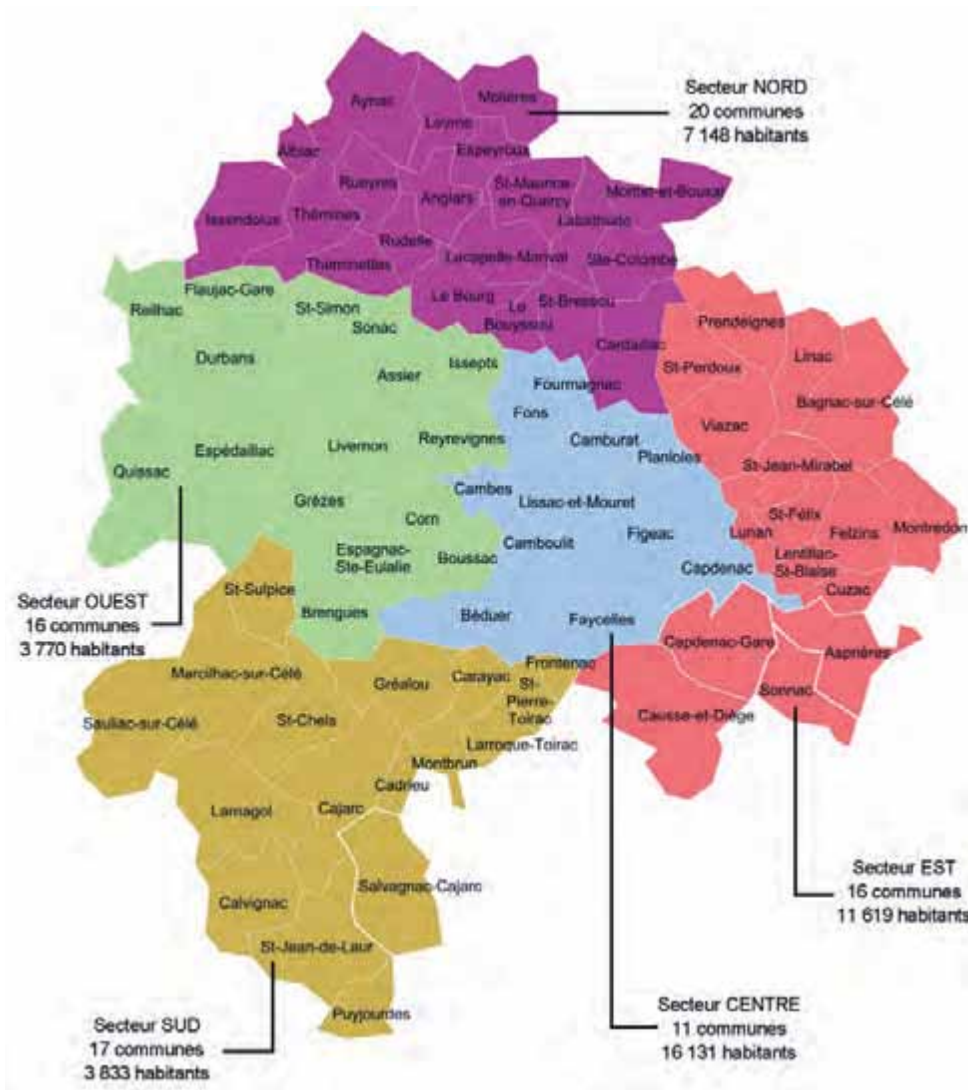 Secteur NORD
20 communes
7 148 habitants
Aynac
Molières
Leyme
Albiac
Espeyroux
Rueyres
Anglars
St-Maurice-
en-Quercy
Montet-et-Bouxal
Issendolus
Thémines
Labathude
Rudelle
Theminettes
Lacapelle-Marival
Ste-Colombe
Le Bourg
Le
Bouyssou
St-Bressou
Cardaillac
Reilhac
Flaujac-Gare
St-Simon
Sonac
Durbans
Assier
Issepts
Espédaillac
Livernon
Reyrevignes
Quissac
Grèzes
Corn
Espagnac-
Ste-Eulalie
Boussac
Brengues
Secteur OUEST
16 communes
3 770 habitants
Fourmagnac
Fons
Camburat
Planioles
Cambes
Lissac-et-Mouret
Camboulit
Figeac
Capdenac
Béduer
Faycelles
Prendeignes
Linac
St-Perdoux
Bagnac-sur-Célé
Viazac
St-Jean-Mirabel
St-Félix
Lunan
Felzins
Montredon
Lentillac-
St-Blaise
Cuzac
Capdenac-Gare
Asprières
Sonnac
Causse-et-Diège
St-Sulpice
Marcilhac-sur-Célé
Gréalou
Carayac
Frontenac
St-
Pierre-
Toirac
Sauliac-sur-Célé
St-Chels
Larroque-Toirac
Montbrun
Cadrieu
Larnagol
Cajarc
Salvagnac-Cajarc
Calvignac
St-Jean-de-Laur
Puyjourdes
Secteur EST
16 communes
11 619 habitants
Secteur CENTRE
11 communes
16 131 habitants
Secteur SUD
17 communes
3 833 habitants